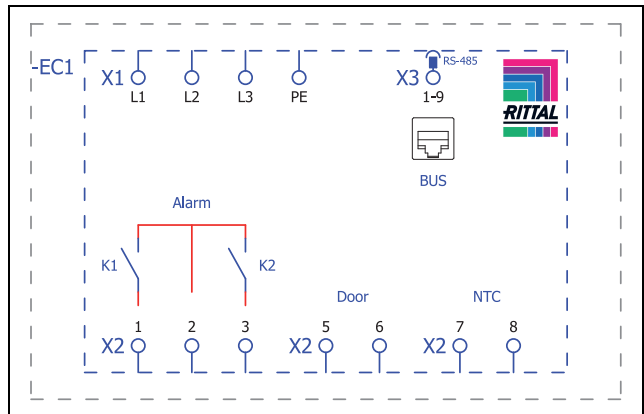 -EC1
X1
L1
L2
L3
PE
X3
RS-485
1-9
RITTAL
BUS
Alarm
K1
K2
Door
NTC
1
2
3
5
6
7
8
X2
X2
X2